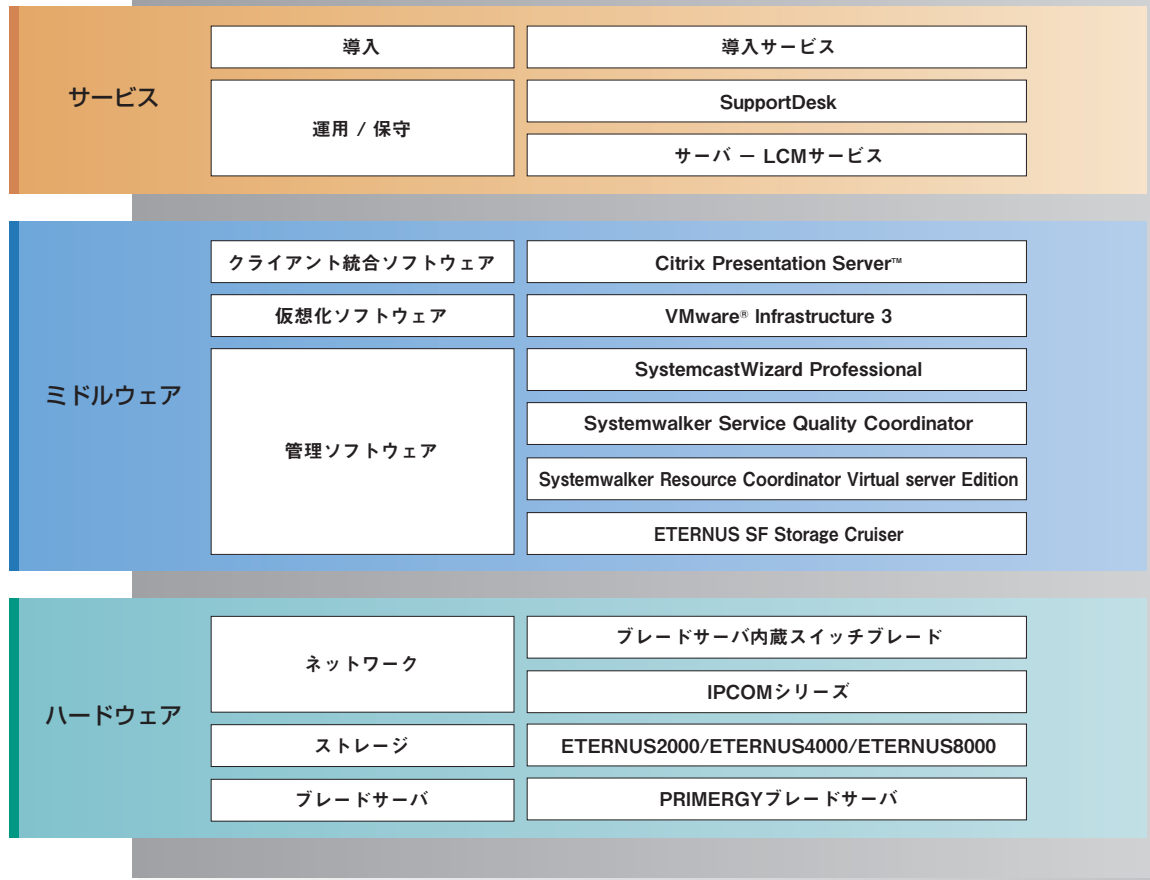 サービス
導入
導入サービス
運用 / 保守
SupportDesk
サーバ － LCMサービス
ミドルウェア
クライアント統合ソフトウェア
Citrix Presentation Server™
仮想化ソフトウェア
VMware® Infrastructure 3
管理ソフトウェア
SystemcastWizard Professional
Systemwalker Service Quality Coordinator
Systemwalker Resource Coordinator Virtual server Edition
ETERNUS SF Storage Cruiser
ハードウェア
ネットワーク
ブレードサーバ内蔵スイッチブレード
IPCOMシリーズ
ストレージ
ETERNUS2000/ETERNUS4000/ETERNUS8000
ブレードサーバ
PRIMERGYブレードサーバ